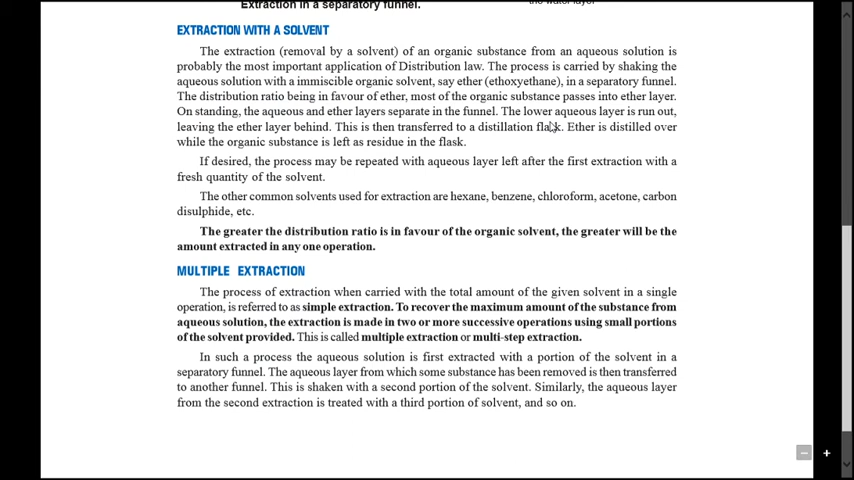 Extraction in a separatory funnel.
the water layer
EXTRACTION WITH A SOLVENT
The extraction (removal by a solvent) of an organic substance from an aqueous solution is
probably the most important application of Distribution law. The process is carried by shaking the
aqueous solution with a immiscible organic solvent, say ether (ethoxyethane), in a separatory funnel.
The distribution ratio being in favour of ether, most of the organic substance passes into ether layer.
On standing, the aqueous and ether layers separate in the funnel. The lower aqueous layer is run out,
leaving the ether layer behind. This is then transferred to a distillation flask. Ether is distilled over
while the organic substance is left as residue in the flask.
If desired, the process may be repeated with aqueous layer left after the first extraction with a
fresh quantity of the solvent.
The other common solvents used for extraction are hexane, benzene, chloroform, acetone, carbon
disulphide, etc.
The greater the distribution ratio is in favour of the organic solvent, the greater will be the
amount extracted in any one operation.
MULTIPLE EXTRACTION
The process of extraction when carried with the total amount of the given solvent in a single
operation, is referred to as simple extraction. To recover the maximum amount of the substance from
aqueous solution, the extraction is made in two or more successive operations using small portions
of the solvent provided. This is called multiple extraction or multi-step extraction.
In such a process the aqueous solution is first extracted with a portion of the solvent in a
separatory funnel. The aqueous layer from which some substance has been removed is then transferred
to another funnel. This is shaken with a second portion of the solvent. Similarly, the aqueous layer
from the second extraction is treated with a third portion of solvent, and so on.